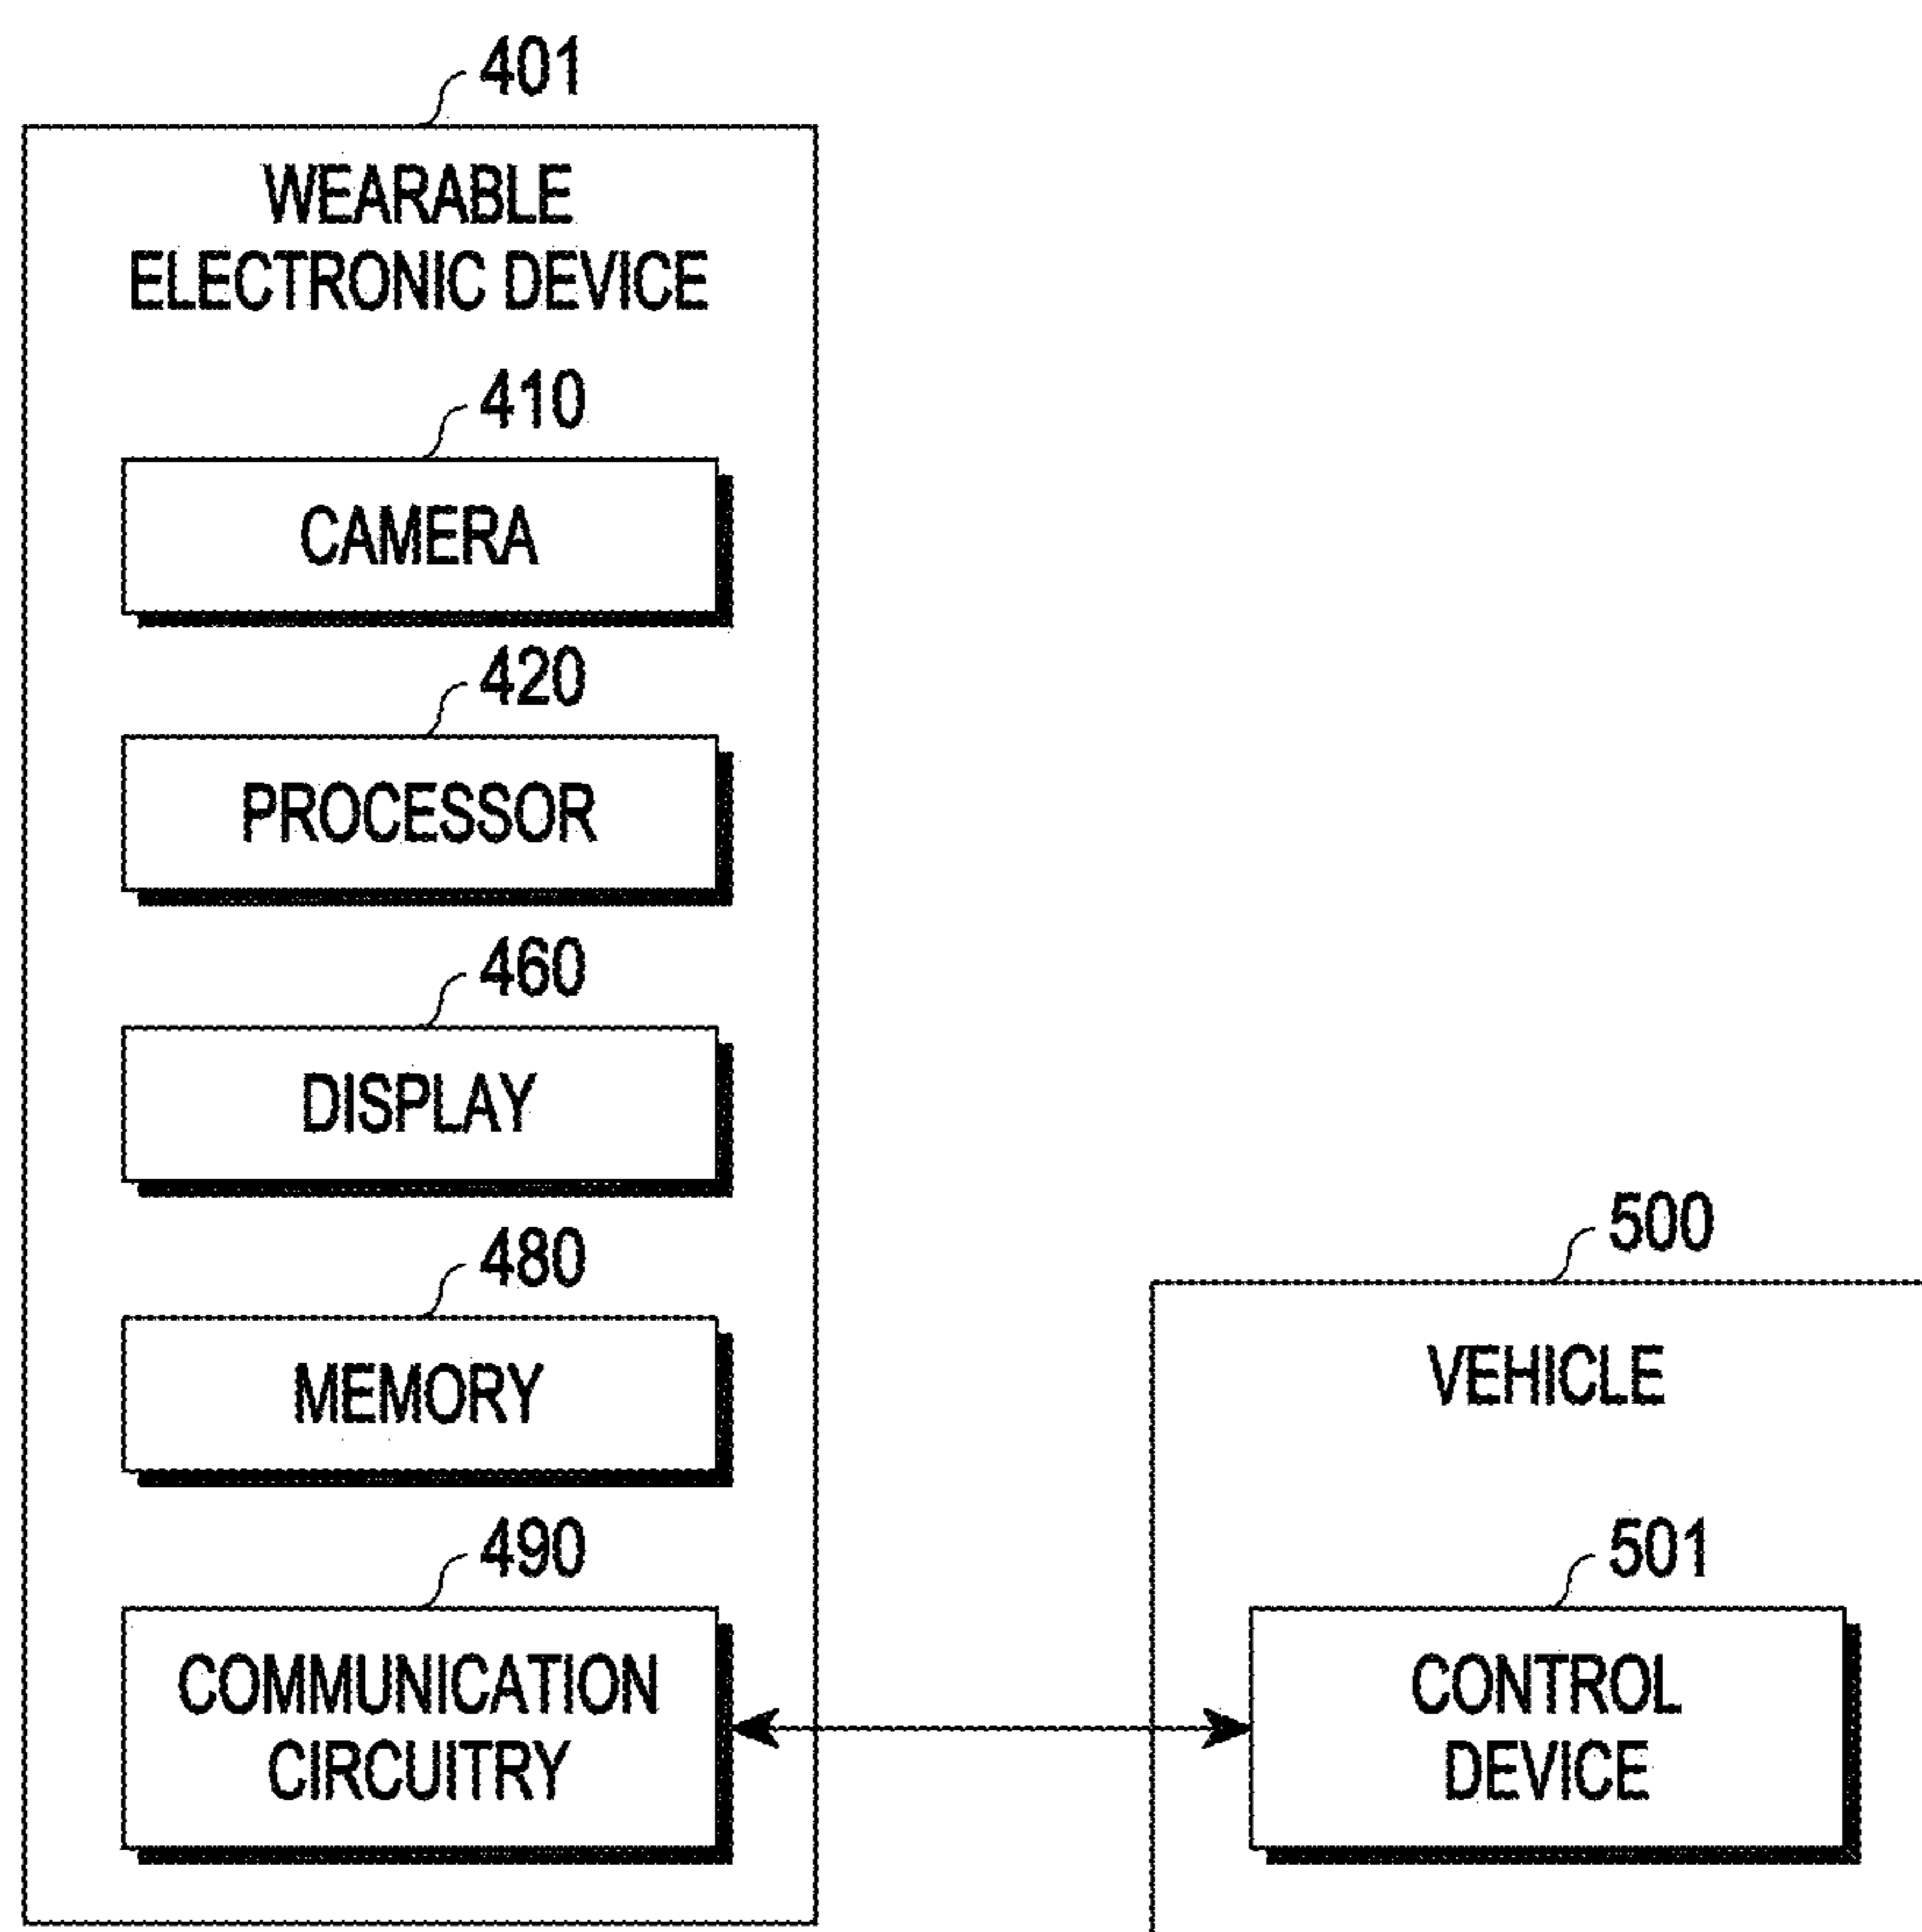 401
WEARABLE
ELECTRONIC DEVICE
410
CAMERA
420
PROCESSOR
460
DISPLAY
480
MEMORY
490
COMMUNICATION
CIRCUITRY
500
VEHICLE
501
CONTROL
DEVICE